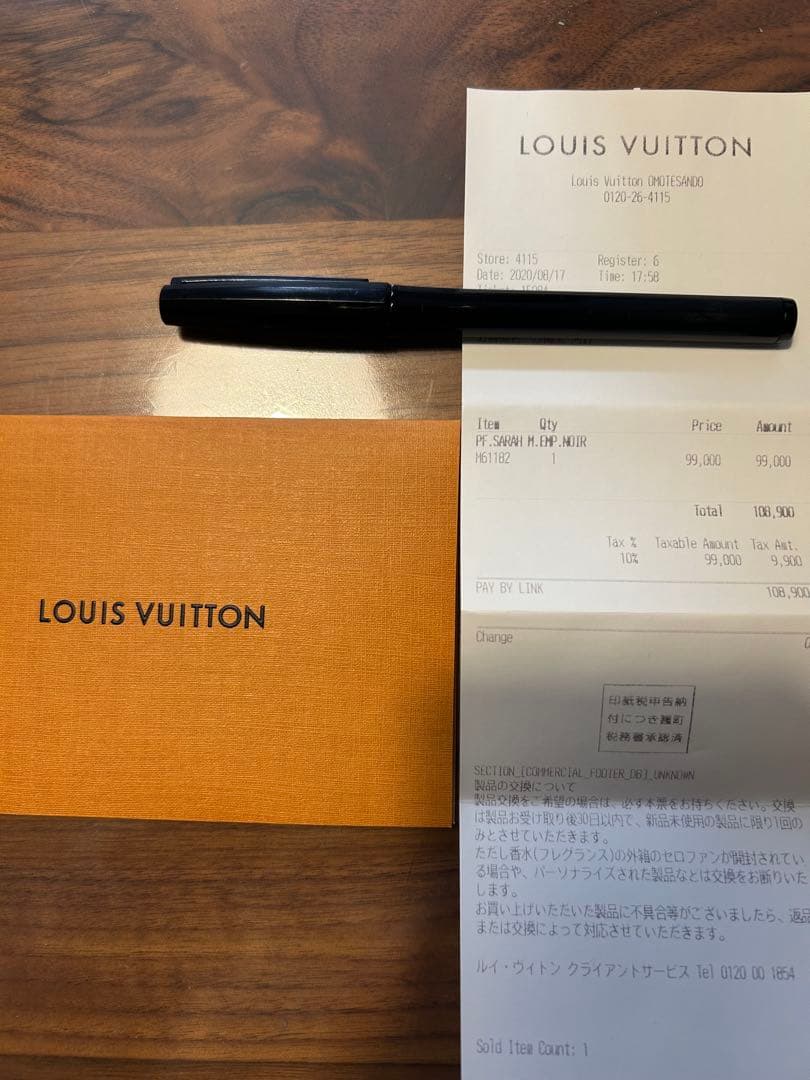 LOUIS VUITTON
Louis Vuitton OMOTESANDO
0120-26-4115
Store: 4115 Register: 6
Date: 2020/08/17 Time: 17:58
Item Qty Price Amount
PF.SARAH M.EMP.NOIR
M61182 1 99,000 99,000
Total 108,900
Tax % Taxable Amount Tax Amt.
10% 99,000 9,900
PAY BY LINK 108,900
Change 0
印紙税申告納
付につき麹町
税務署承認済
SECTION_[COMMERCIAL_FOOTER_DB]_UNKNOWN
製品の交換について
製品交換をご希望の場合は、必ず本票をお持ちください。交換
は製品お受け取り後30日以内で、新品未使用の製品に限り1回の
みとさせていただきます。
ただし香水(フレグランス)の外箱のセロファンが開封されてい
る場合や、パーソナライズされた製品などは交換をお断りいた
します。
お買い上げいただいた製品に不具合等がございましたら、返品
または交換によって対応させていただきます。
ルイ・ヴィトン クライアントサービス Tel 0120 00 1854
Sold Item Count: 1
LOUIS VUITTON